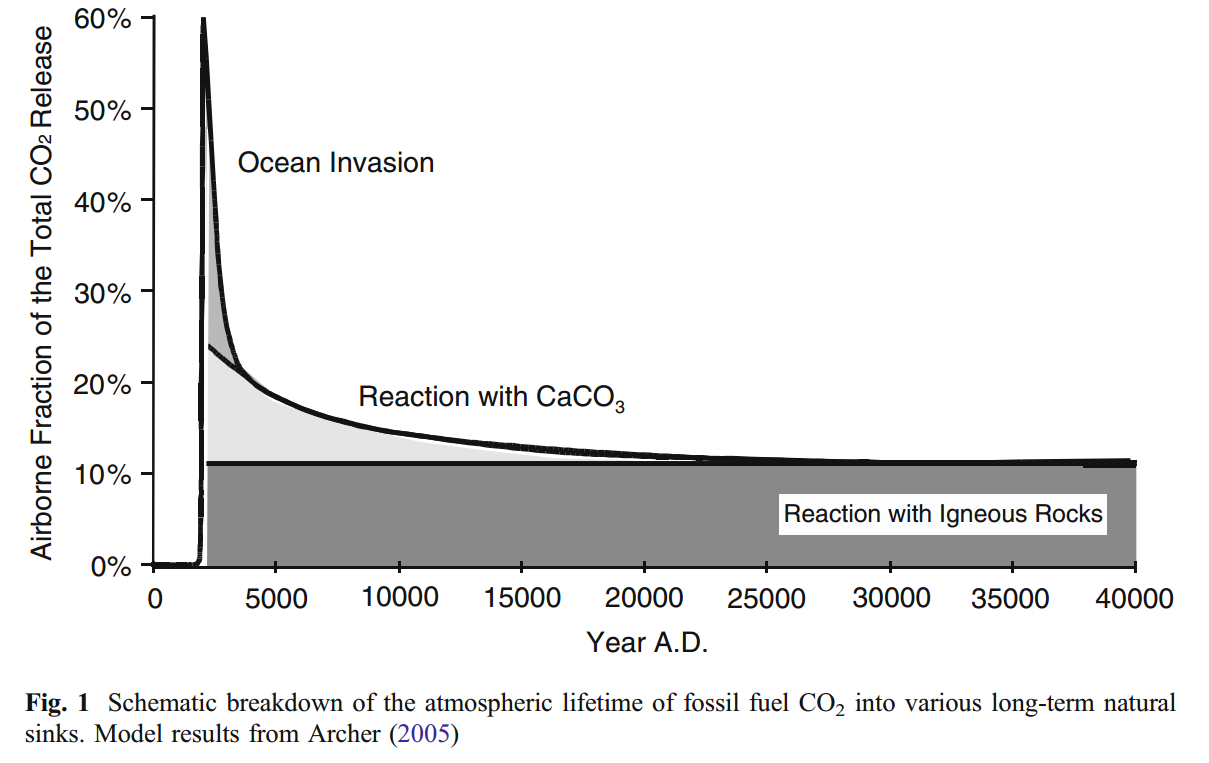 60%
50%
40%
30%
20%
10%
0%
Airborne Fraction of the Total CO2 Release
Ocean Invasion
Reaction with CaCO3
Reaction with Igneous Rocks
0 5000 10000 15000 20000 25000 30000 35000 40000
Year A.D.
Fig. 1 Schematic breakdown of the atmospheric lifetime of fossil fuel CO2 into various long-term natural
sinks. Model results from Archer (2005)